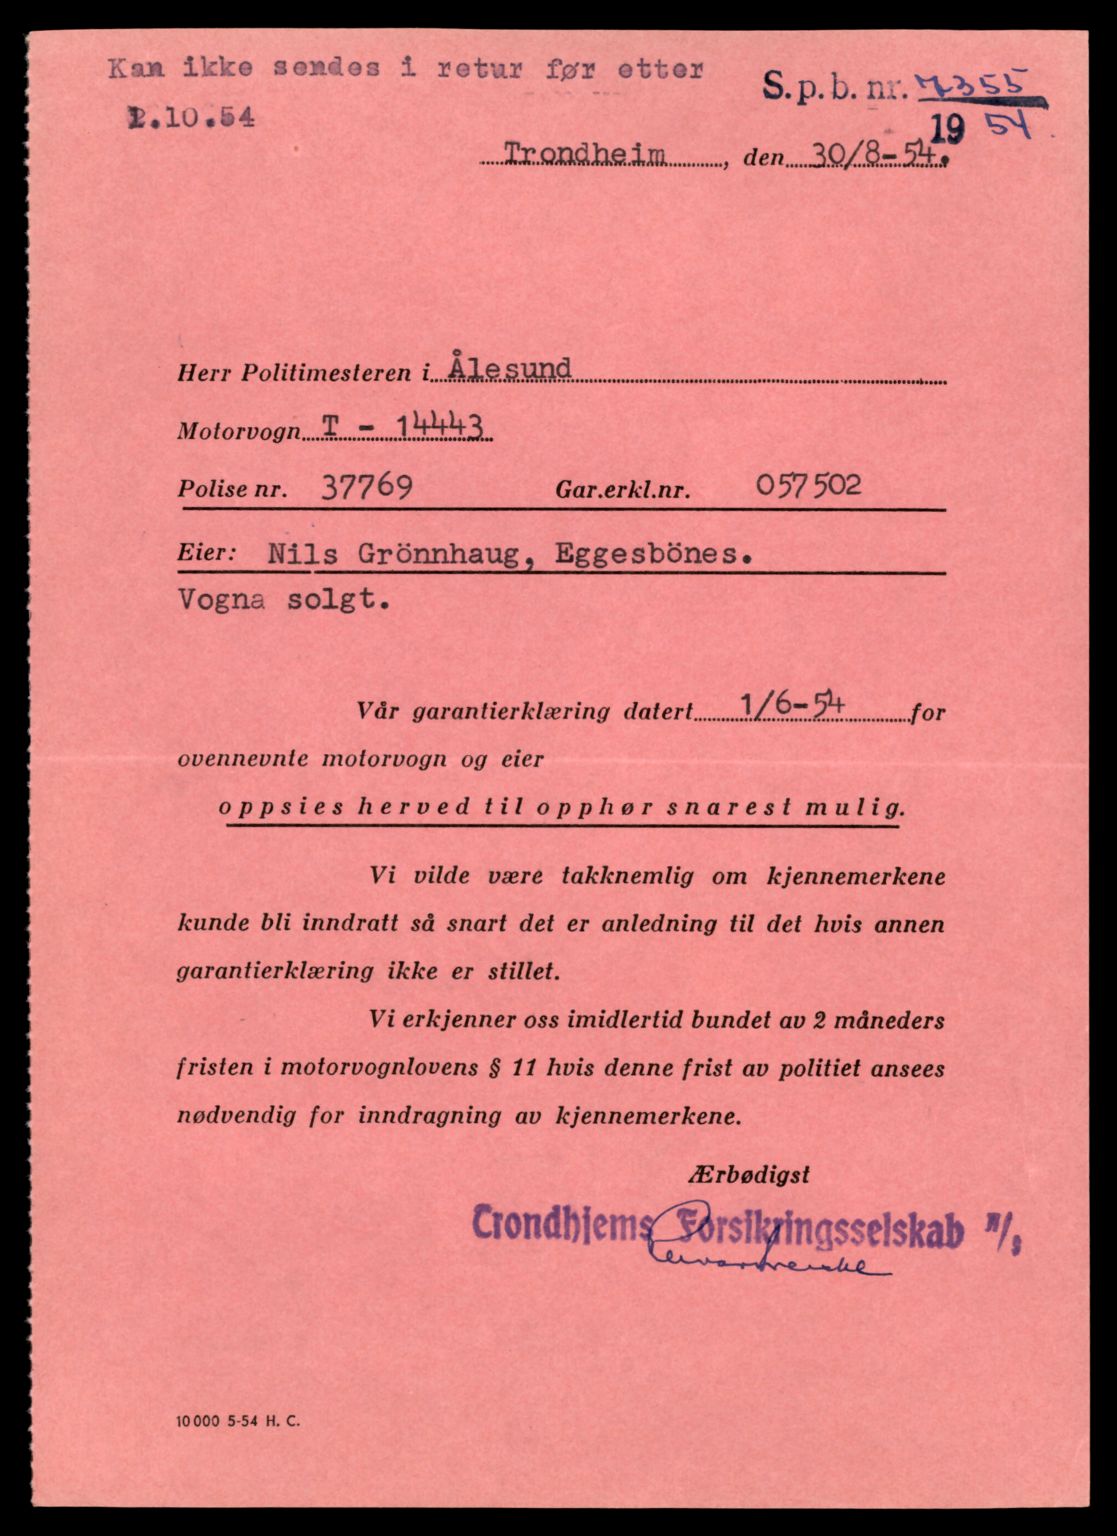 Kan ikke sendes i retur før etter
2.10.54
S.p.b. nr. 7355
19 54
Trondheim, den 30/8-54.
Herr Politimesteren i Ålesund
Motorvogn T - 14443
Polise nr. 37769 Gar.erkl.nr. 057502
Eier: Nils Grönnhaug, Eggesbönes.
Vogna solgt.
Vår garantierklæring datert 1/6-54 for
ovennevnte motorvogn og eier
oppsies herved til opphør snarest mulig.
Vi vilde være takknemlig om kjennemerkene
kunde bli inndratt så snart det er anledning til det hvis annen
garantierklæring ikke er stillet.
Vi erkjenner oss imidlertid bundet av 2 måneders
fristen i motorvognlovens § 11 hvis denne frist av politiet ansees
nødvendig for inndragning av kjennemerkene.
Ærbødigst
Trondhjems Forsikringsselskab A/S
10000 5-54 H. C.